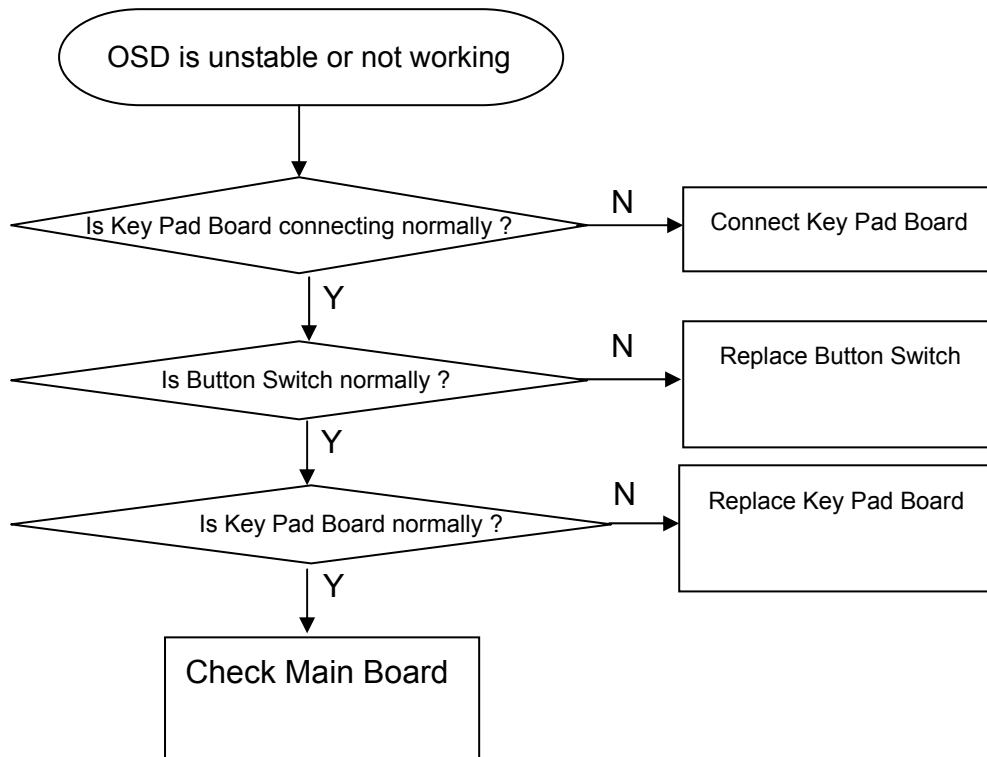 OSD is unstable or not working
Is Key Pad Board connecting normally ?
N
Connect Key Pad Board
Y
Is Button Switch normally ?
N
Replace Button Switch
Y
Is Key Pad Board normally ?
N
Replace Key Pad Board
Y
Check Main Board